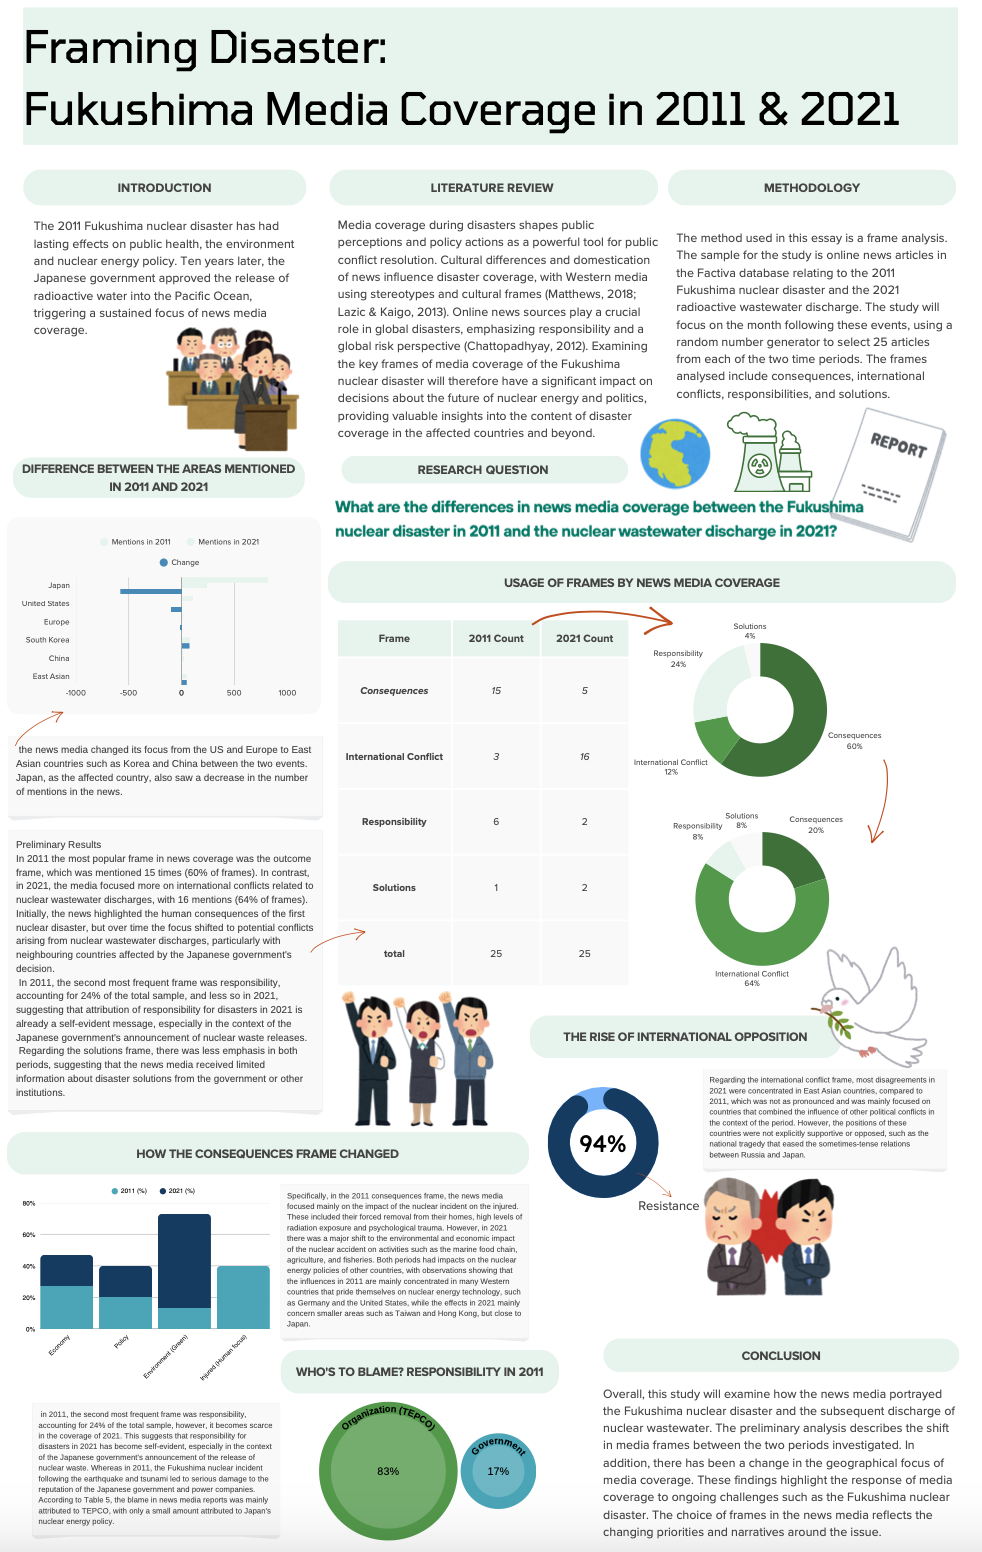 Framing Disaster:
Fukushima Media Coverage in 2011 & 2021
INTRODUCTION
The 2011 Fukushima nuclear disaster has had
lasting effects on public health, the environment
and nuclear energy policy. Ten years later, the
Japanese government approved the release of
radioactive water into the Pacific Ocean,
triggering a sustained focus of news media
coverage.
LITERATURE REVIEW
Media coverage during disasters shapes public
perceptions and policy actions as a powerful tool for public
conflict resolution. Cultural differences and domestication
of news influence disaster coverage, with Western media
using stereotypes and cultural frames (Matthews, 2018;
Lazic & Kaigo, 2013). Online news sources play a crucial
role in global disasters, emphasizing responsibility and a
global risk perspective (Chattopadhyay, 2012). Examining
the key frames of media coverage of the Fukushima
nuclear disaster will therefore have a significant impact on
decisions about the future of nuclear energy and politics,
providing valuable insights into the content of disaster
coverage in the affected countries and beyond.
METHODOLOGY
The method used in this essay is a frame analysis.
The sample for the study is online news articles in
the Factiva database relating to the 2011
Fukushima nuclear disaster and the 2021
radioactive wastewater discharge. The study will
focus on the month following these events, using a
random number generator to select 25 articles
from each of the two time periods. The frames
analysed include consequences, international
conflicts, responsibilities, and solutions.
REPORT
RESEARCH QUESTION
What are the differences in news media coverage between the Fukushima
nuclear disaster in 2011 and the nuclear wastewater discharge in 2021?
DIFFERENCE BETWEEN THE AREAS MENTIONED
IN 2011 AND 2021
Mentions in 2011 Mentions in 2021
Change
Japan
United States
Europe
South Korea
China
East Asian
-1000 -500 0 500 1000
the news media changed its focus from the US and Europe to East
Asian countries such as Korea and China between the two events.
Japan, as the affected country, also saw a decrease in the number
of mentions in the news.
Preliminary Results
In 2011 the most popular frame in news coverage was the outcome
frame, which was mentioned 15 times (60% of frames). In contrast,
in 2021, the media focused more on international conflicts related to
nuclear wastewater discharges, with 16 mentions (64% of frames).
Initially, the news highlighted the human consequences of the first
nuclear disaster, but over time the focus shifted to potential conflicts
arising from nuclear wastewater discharges, particularly with
neighbouring countries affected by the Japanese government's
decision.
In 2011, the second most frequent frame was responsibility,
accounting for 24% of the total sample, and less so in 2021,
suggesting that attribution of responsibility for disasters in 2021 is
already a self-evident message, especially in the context of the
Japanese government's announcement of nuclear waste releases.
Regarding the solutions frame, there was less emphasis in both
periods, suggesting that the news media received limited
information about disaster solutions from the government or other
institutions.
USAGE OF FRAMES BY NEWS MEDIA COVERAGE
Frame 2011 Count 2021 Count
Consequences 15 5
International Conflict 3 16
Responsibility 6 2
Solutions 1 2
total 25 25
Solutions
4%
Responsibility
24%
Consequences
60%
International Conflict
12%
Solutions
8%
Responsibility
8%
Consequences
20%
International Conflict
64%
THE RISE OF INTERNATIONAL OPPOSITION
94%
Resistance
Regarding the international conflict frame, most disagreements in
2021 were concentrated in East Asian countries, compared to
2011, which was not as pronounced and was mainly focused on
countries that combined the influence of other political conflicts in
the context of the period. However, the positions of these
countries were not explicitly supportive or opposed, such as the
national tragedy that eased the sometimes-tense relations
between Russia and Japan.
HOW THE CONSEQUENCES FRAME CHANGED
2011 (%) 2021 (%)
80%
60%
40%
20%
0%
Economy
Policy
Environment (Green)
Injured (Human focus)
Specifically, in the 2011 consequences frame, the news media
focused mainly on the impact of the nuclear incident on the injured.
These included their forced removal from their homes, high levels of
radiation exposure and psychological trauma. However, in 2021
there was a major shift to the environmental and economic impact
of the nuclear accident on activities such as the marine food chain,
agriculture, and fisheries. Both periods had impacts on the nuclear
energy policies of other countries, with observations showing that
the influences in 2011 are mainly concentrated in many Western
countries that pride themselves on nuclear energy technology, such
as Germany and the United States, while the effects in 2021 mainly
concern smaller areas such as Taiwan and Hong Kong, but close to
Japan.
WHO'S TO BLAME? RESPONSIBILITY IN 2011
in 2011, the second most frequent frame was responsibility,
accounting for 24% of the total sample, however, it becomes scarce
in the coverage of 2021. This suggests that responsibility for
disasters in 2021 has become self-evident, especially in the context
of the Japanese government's announcement of the release of
nuclear waste. Whereas in 2011, the Fukushima nuclear incident
following the earthquake and tsunami led to serious damage to the
reputation of the Japanese government and power companies.
According to Table 5, the blame in news media reports was mainly
attributed to TEPCO, with only a small amount attributed to Japan's
nuclear energy policy.
Organization (TEPCO)
83%
Government
17%
CONCLUSION
Overall, this study will examine how the news media portrayed
the Fukushima nuclear disaster and the subsequent discharge of
nuclear wastewater. The preliminary analysis describes the shift
in media frames between the two periods investigated. In
addition, there has been a change in the geographical focus of
media coverage. These findings highlight the response of media
coverage to ongoing challenges such as the Fukushima nuclear
disaster. The choice of frames in the news media reflects the
changing priorities and narratives around the issue.